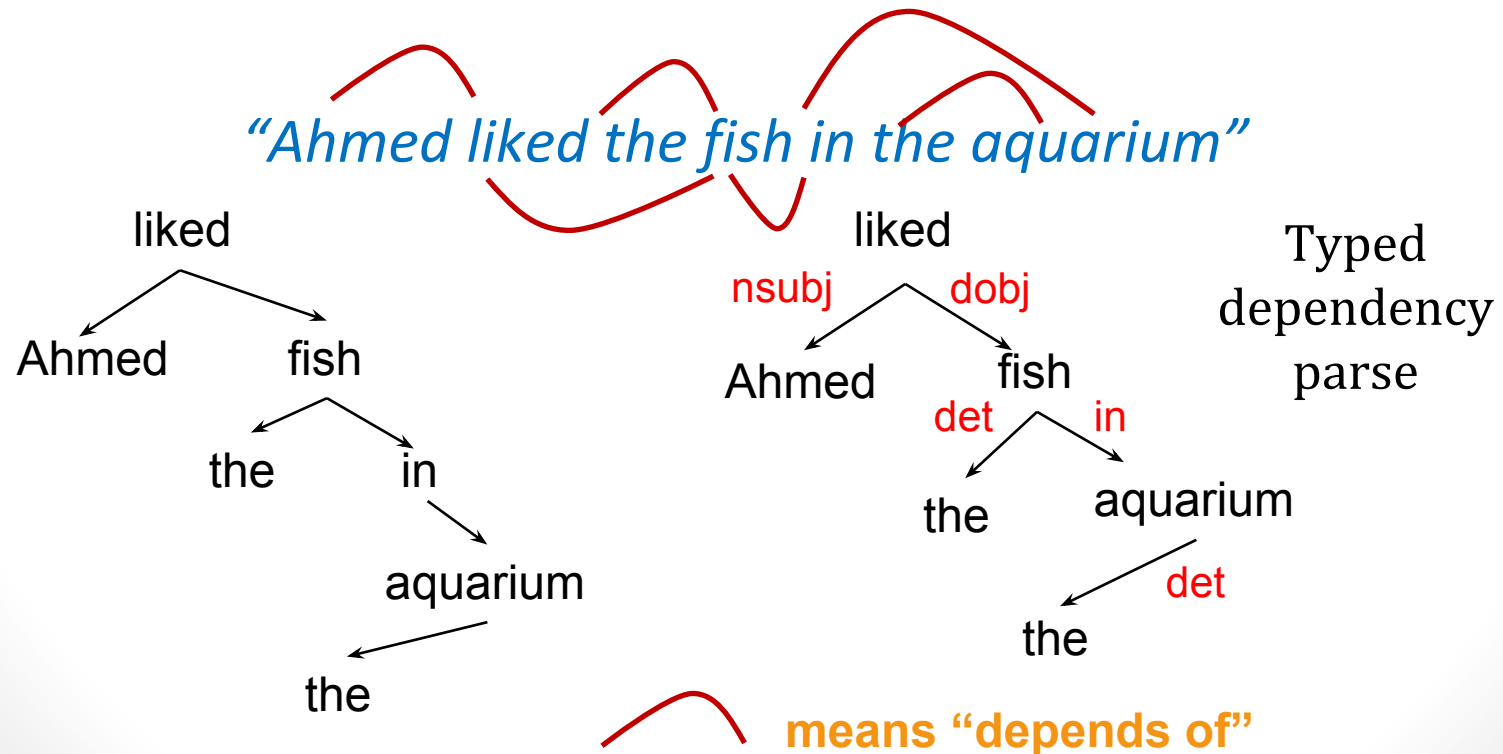 “Ahmed liked the fish in the aquarium”
liked
Ahmed fish
the in
aquarium
the
liked
nsubj dobj
Ahmed fish
det in
the aquarium
det
the
Typed
dependency
parse
means “depends of”